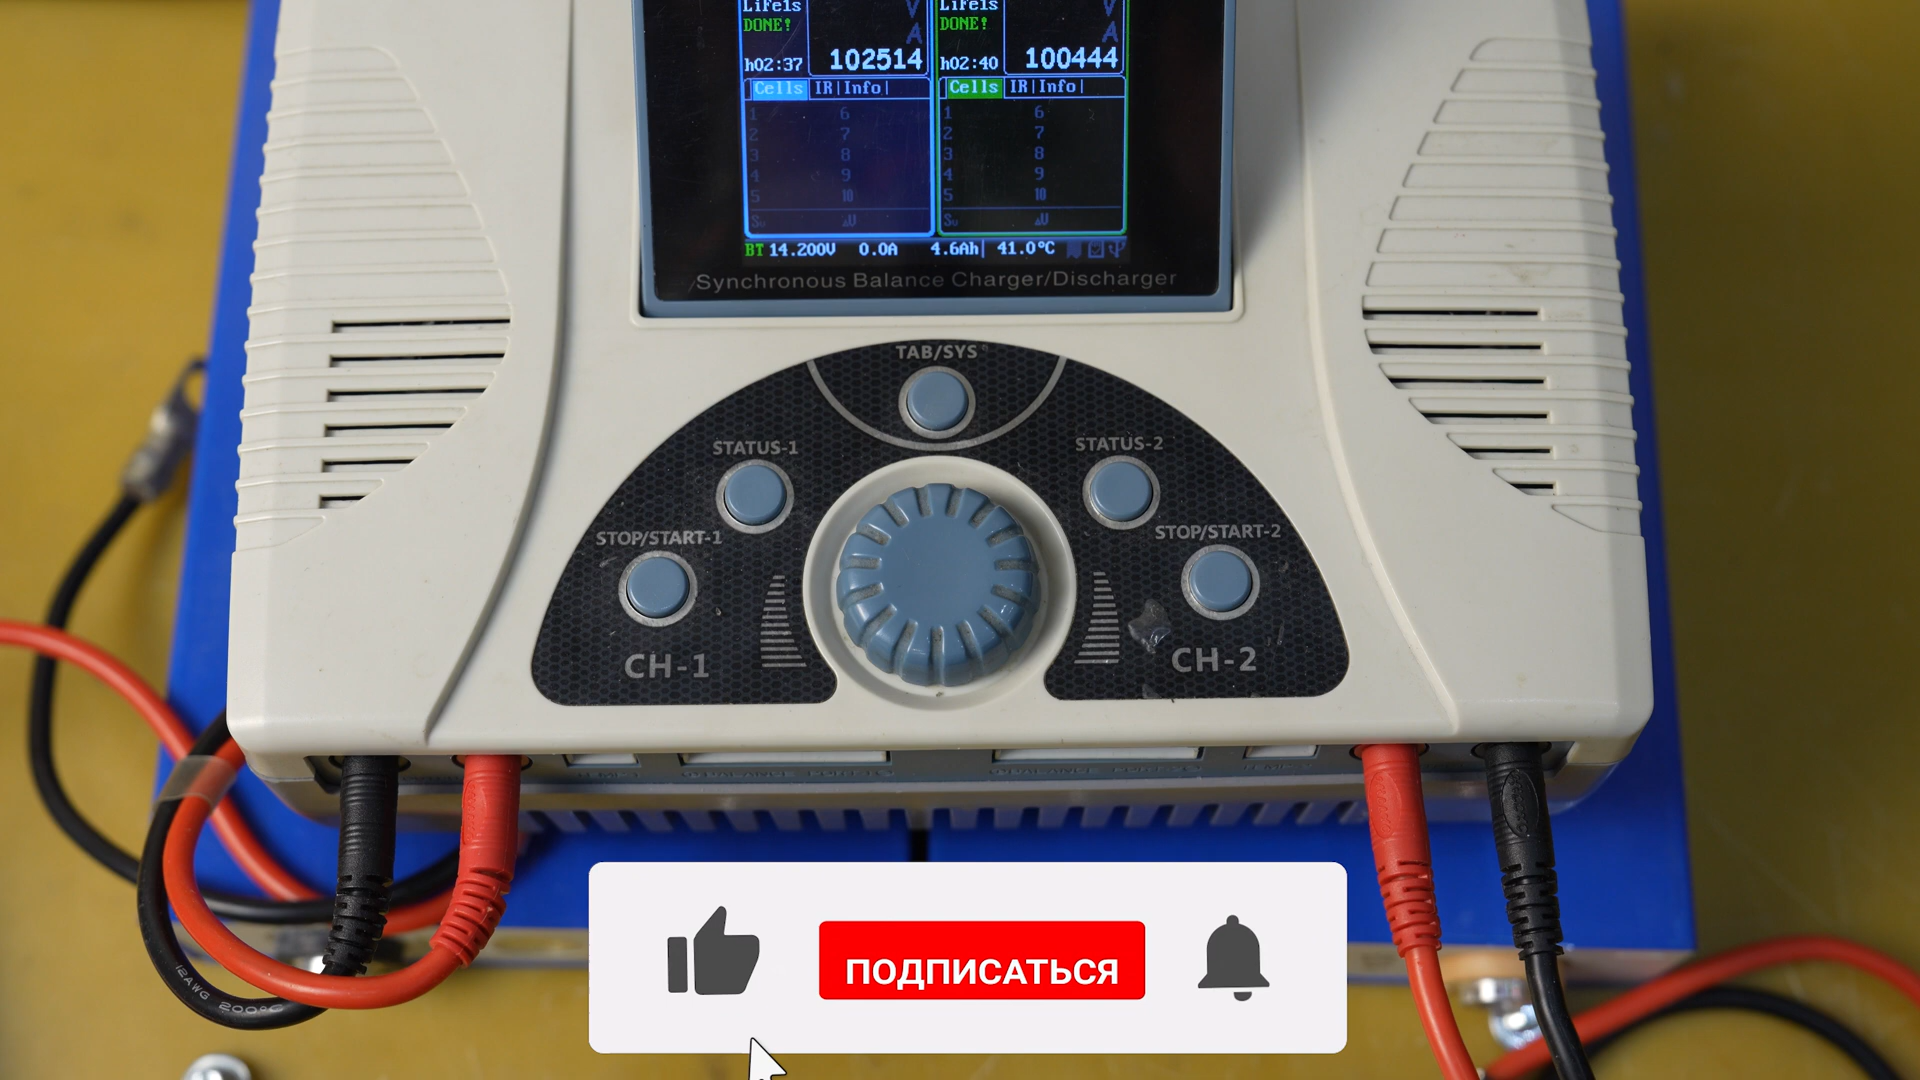 LiFe1s
DONE!
V
A
h02:37
102514
Cells IR|Info|
1 6
2 7
3 8
4 9
5 10
LiFe1s
DONE!
V
A
h02:40
100444
Cells IR|Info|
1 6
2 7
3 8
4 9
5 10
BT 14.200V 0.0A 4.6Ah| 41.0°C
Synchronous Balance Charger/Discharger
TAB/SYS
STATUS-1
STATUS-2
STOP/START-1
STOP/START-2
CH-1
CH-2
12AWG 200°C
ПОДПИСАТЬСЯ